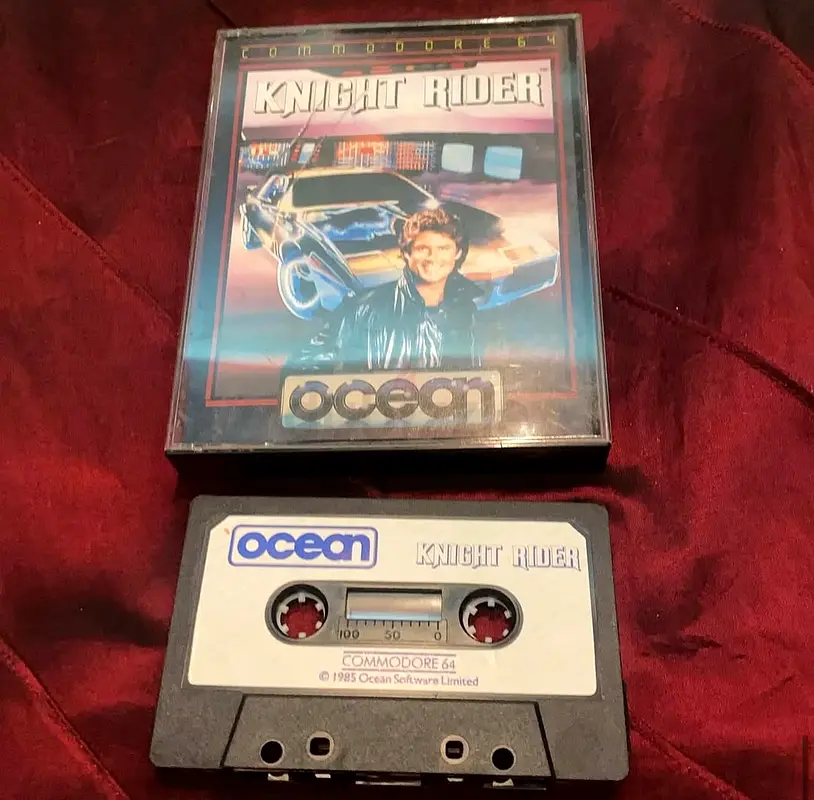 COMMODORE 64
KNIGHT RIDER
ocean
ocean
KNIGHT RIDER
100 50 0
COMMODORE 64
© 1985 Ocean Software Limited